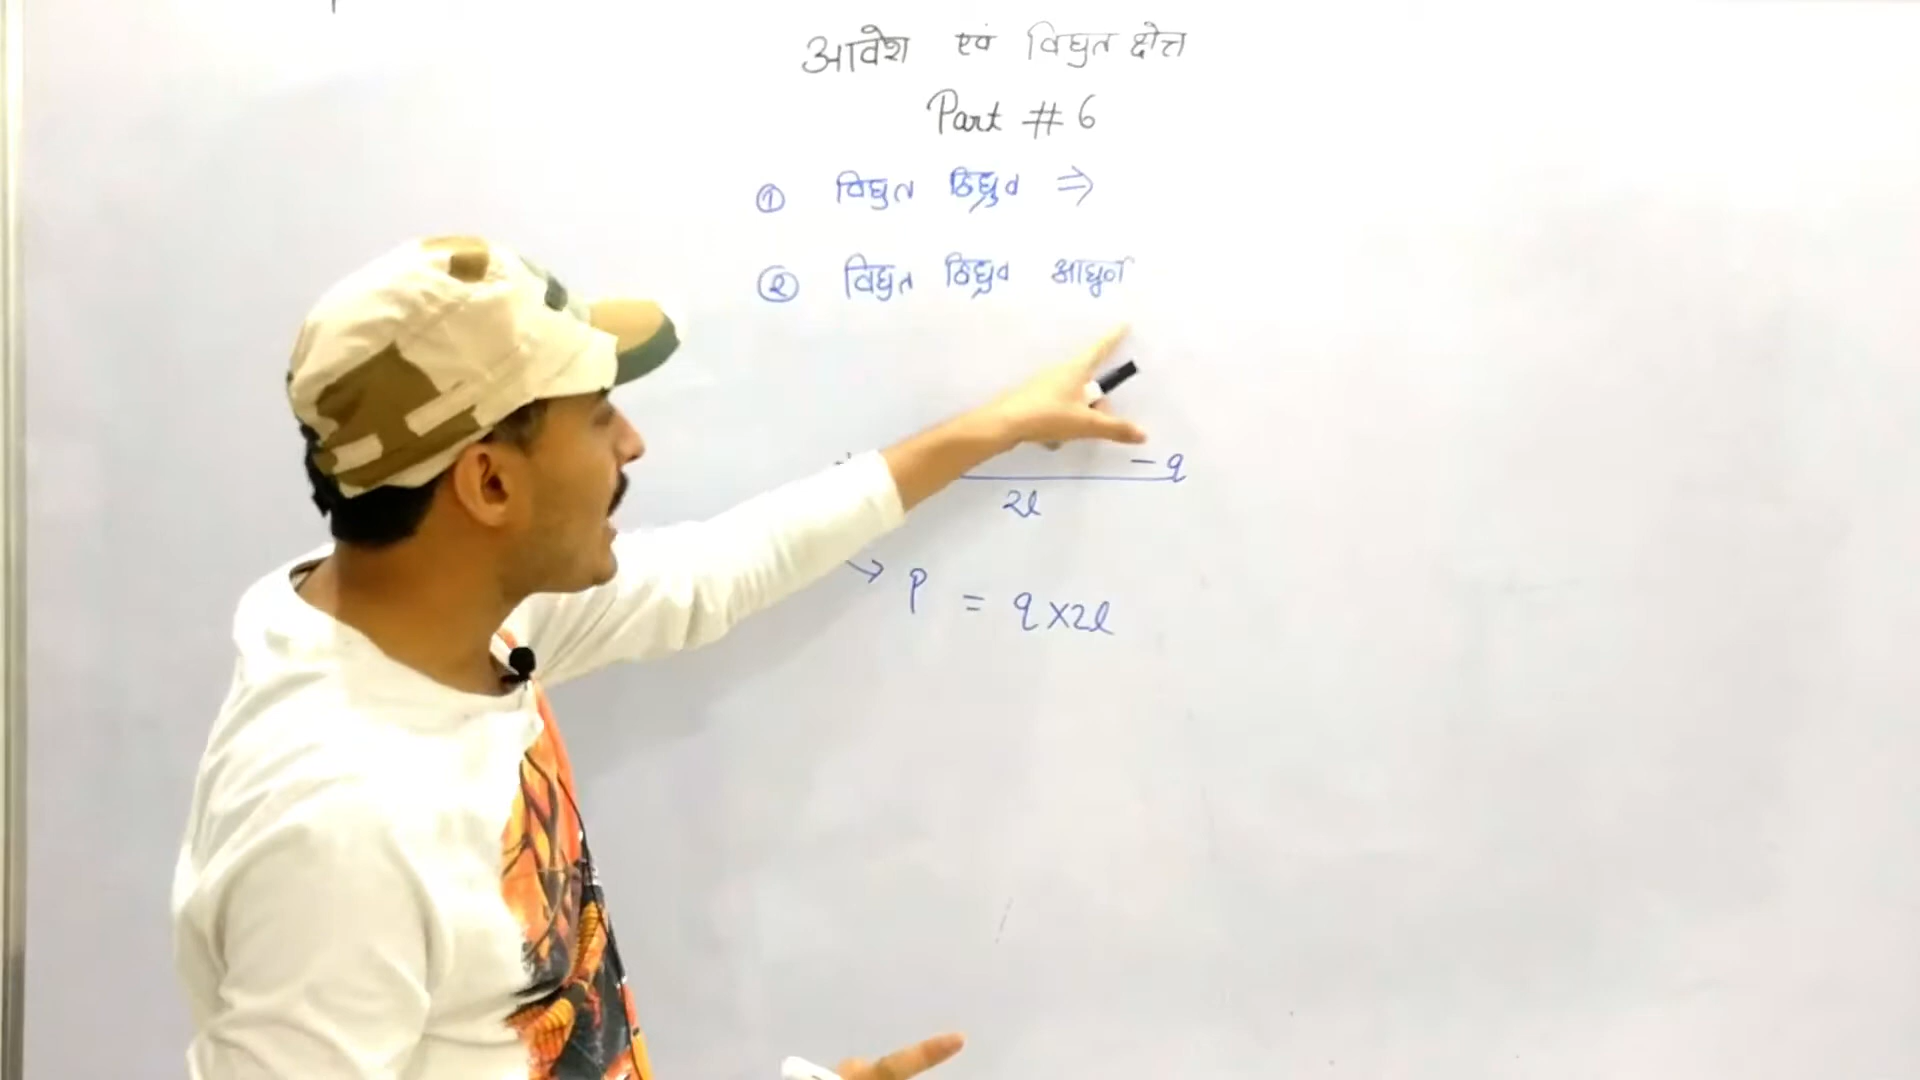 आवेश एवं विद्युत क्षेत्र
Part # 6
① विद्युत द्विध्रुव ⇒
② विद्युत द्विध्रुव आघूर्ण
- q
2l
→ P = q x 2l